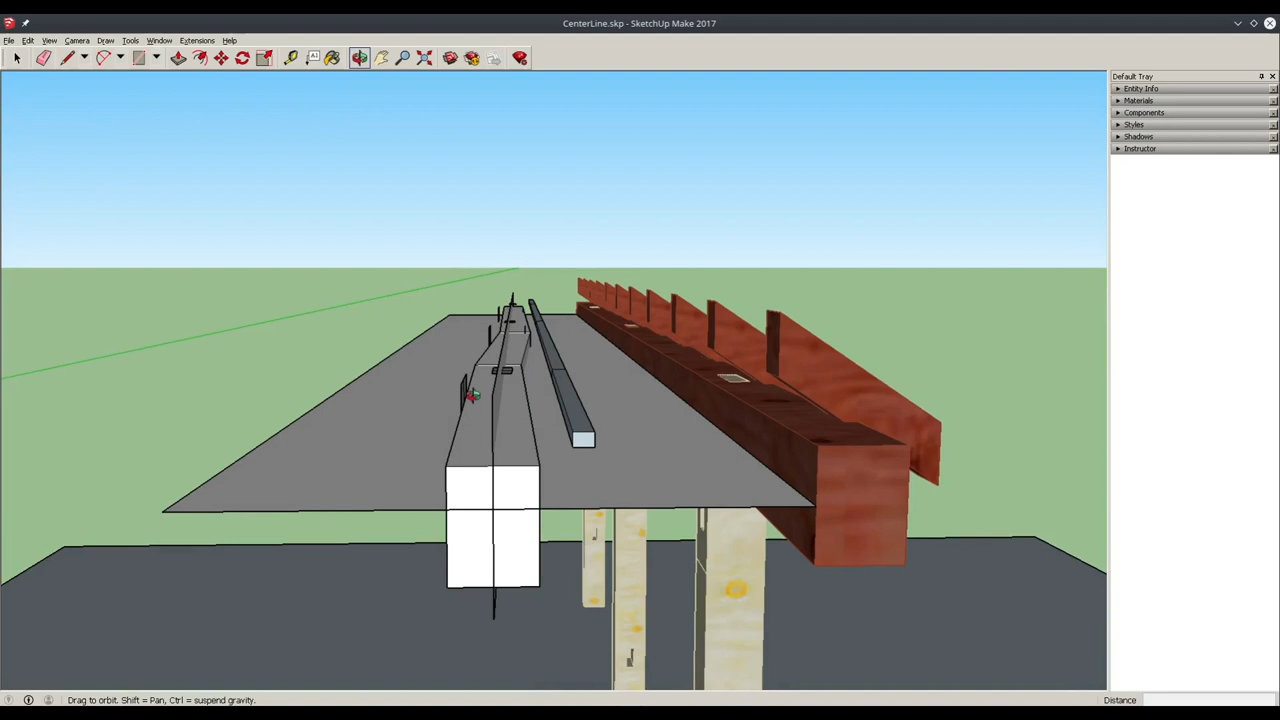 CenterLine.skp - SketchUp Make 2017
File Edit Camera Draw Tools Window Extensions Help
A1
Default Tray
Entity Info
Materials
Components
Styles
Shadows
Instructor
Drag to orbit. Shift = Pan, Ctrl = suspend gravity.
Distance